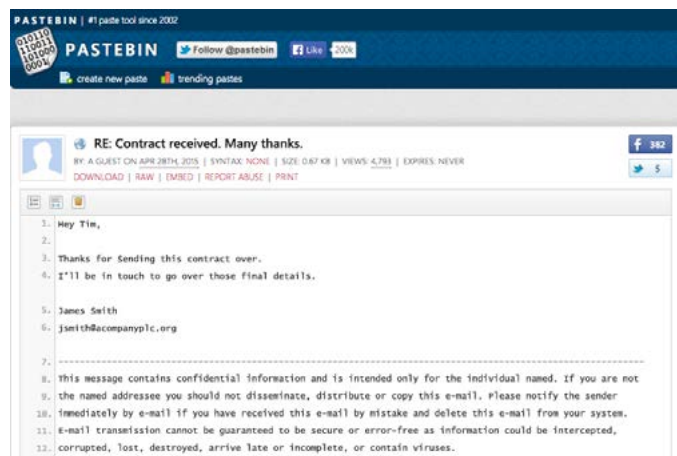 PASTEBIN | #1 paste tool since 2002
010110
110011
101000
0001
PASTEBIN Follow @pastebin Like 200k
create new paste trending pastes
RE: Contract received. Many thanks.
BY: A GUEST ON APR 28TH, 2015 | SYNTAX: NONE | SIZE: 0.67 KB | VIEWS: 4,793 | EXPIRES: NEVER
DOWNLOAD | RAW | EMBED | REPORT ABUSE | PRINT
382
5
1. Hey Tim,
2.
3. Thanks for Sending this contract over.
4. I'll be in touch to go over those final details.
5. James Smith
6. jsmith@acompanyplc.org
7. ----------------------------------------------------------------------------------------------------
8. This message contains confidential information and is intended only for the individual named. If you are not
9. the named addressee you should not disseminate, distribute or copy this e-mail. Please notify the sender
10. immediately by e-mail if you have received this e-mail by mistake and delete this e-mail from your system.
11. E-mail transmission cannot be guaranteed to be secure or error-free as information could be intercepted,
12. corrupted, lost, destroyed, arrive late or incomplete, or contain viruses.